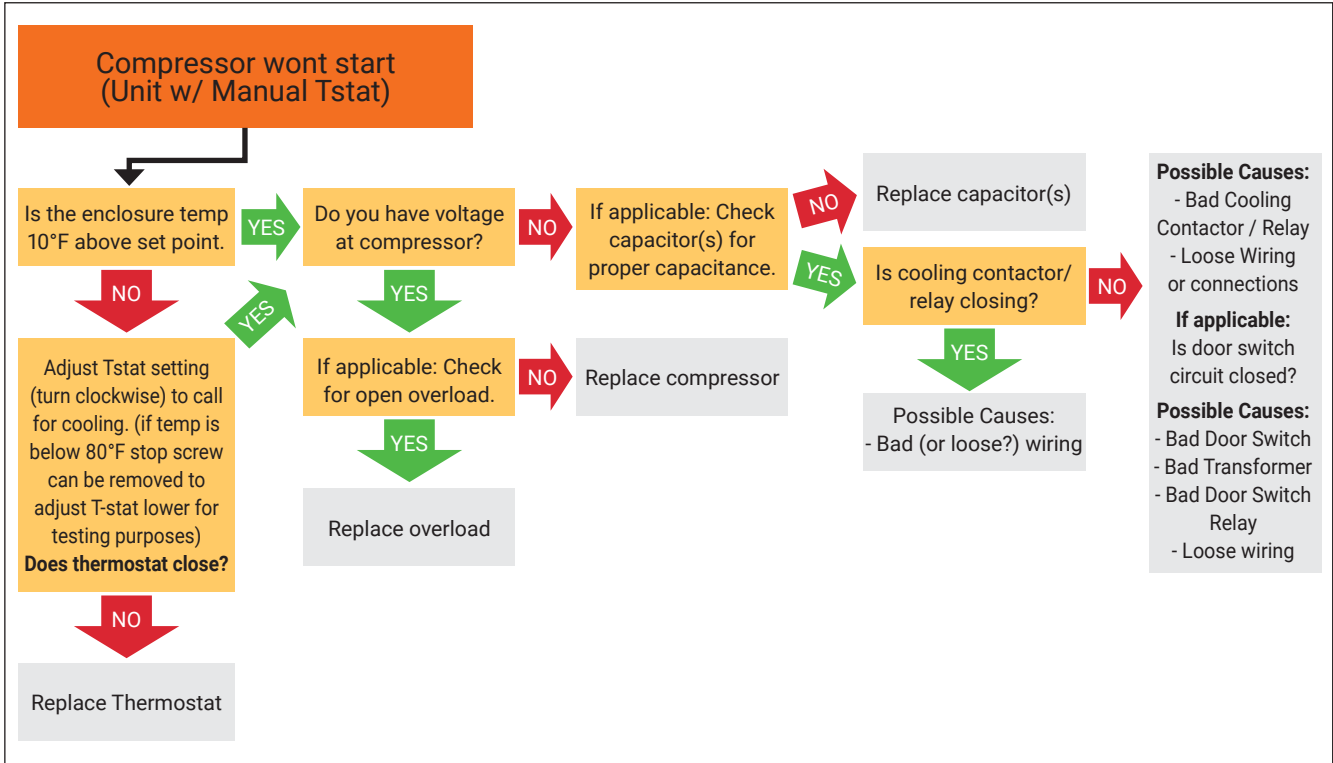 Compressor wont start
(Unit w/ Manual Tstat)
Is the enclosure temp
10°F above set point.
YES
Do you have voltage
at compressor?
NO
If applicable: Check
capacitor(s) for
proper capacitance.
NO
Replace capacitor(s)
YES
Is cooling contactor/
relay closing?
NO
Possible Causes:
- Bad Cooling
Contactor / Relay
- Loose Wiring
or connections
If applicable:
Is door switch
circuit closed?
Possible Causes:
- Bad Door Switch
- Bad Transformer
- Bad Door Switch
Relay
- Loose wiring
YES
Possible Causes:
- Bad (or loose?) wiring
YES
If applicable: Check
for open overload.
NO
Replace compressor
YES
Replace overload
NO
Adjust Tstat setting
(turn clockwise) to call
for cooling. (if temp is
below 80°F stop screw
can be removed to
adjust T-stat lower for
testing purposes)
Does thermostat close?
YES
NO
Replace Thermostat